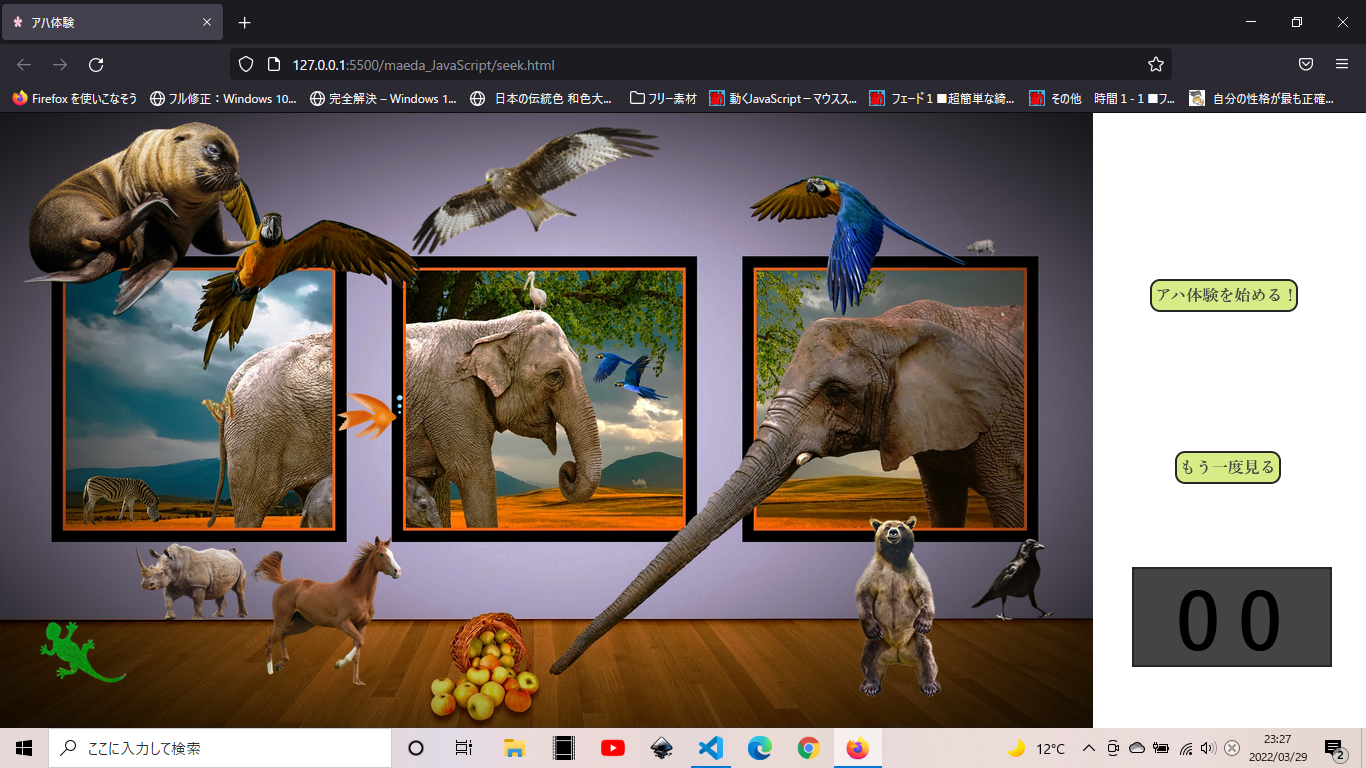 アハ体験
127.0.0.1:5500/maeda_JavaScript/seek.html
Firefox を使いこなそう
フル修正：Windows 10...
完全解決 – Windows 1...
日本の伝統色 和色大...
フリー素材
動くJavaScript－マウスス...
フェード１■超簡単な綺...
その他　時間１-１■フ...
自分の性格が最も正確...
アハ体験を始める！
もう一度見る
00
ここに入力して検索
12°C
23:27
2022/03/29
2